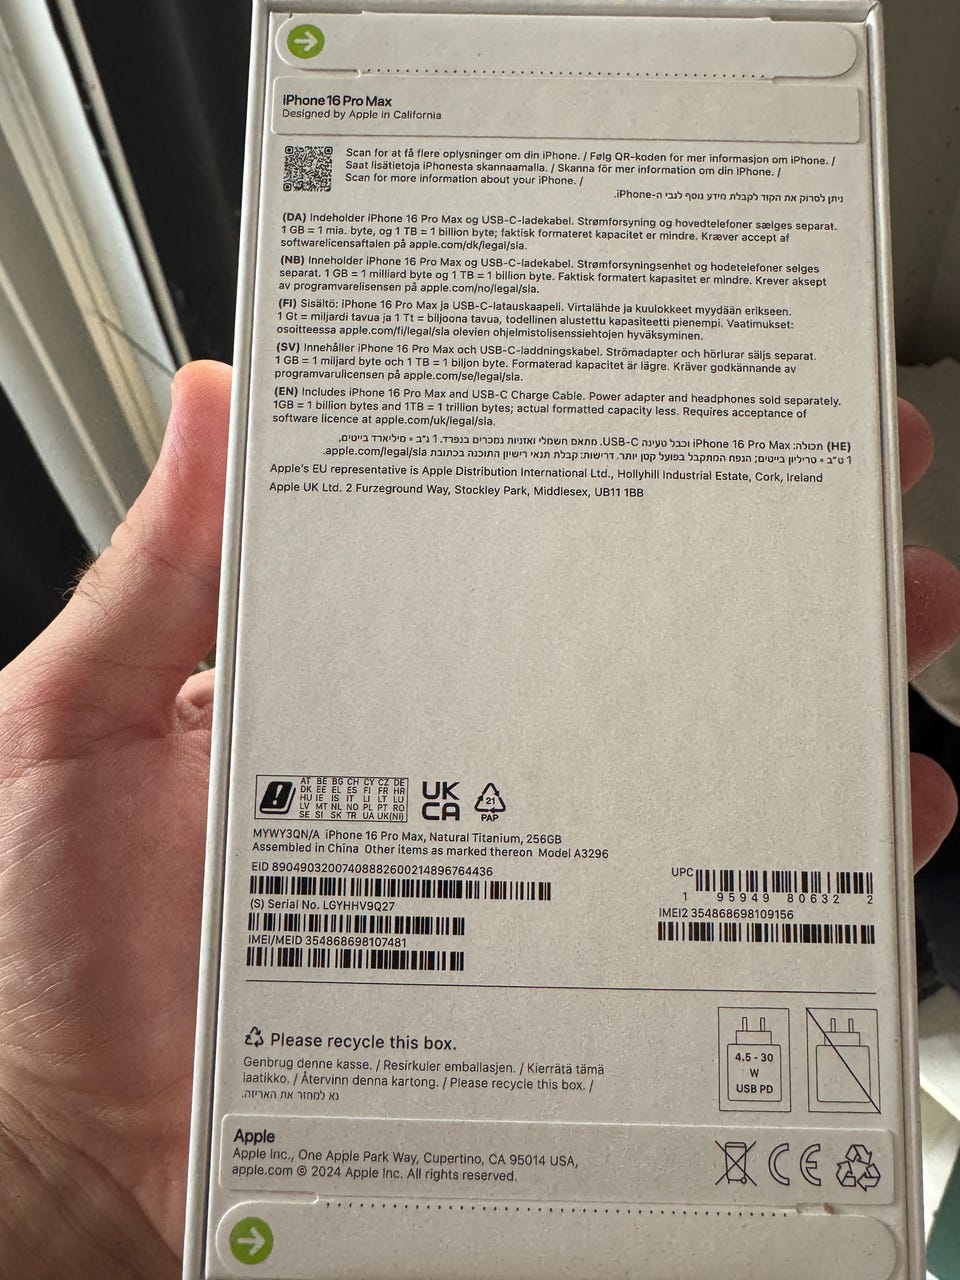 iPhone 16 Pro Max
Designed by Apple in California
Scan for at få flere oplysninger om din iPhone. / Følg QR-koden for mer informasjon om iPhone. /
Saat lisätietoja iPhonesta skannaamalla. / Skanna för mer information om din iPhone. /
Scan for more information about your iPhone. /
ניתן לסרוק את הקוד לקבלת מידע נוסף לגבי ה-iPhone.
(DA) Indeholder iPhone 16 Pro Max og USB-C-ladekabel. Strømforsyning og hovedtelefoner sælges separat.
1 GB = 1 mia. byte, og 1 TB = 1 billion byte; faktisk formateret kapacitet er mindre. Kræver accept af
softwarelicensaftalen på apple.com/dk/legal/sla.
(NB) Inneholder iPhone 16 Pro Max og USB-C-ladekabel. Strømforsyningsenhet og hodetelefoner selges
separat. 1 GB = 1 milliard byte og 1 TB = 1 billion byte. Faktisk formatert kapasitet er mindre. Krever aksept
av programvarelisensen på apple.com/no/legal/sla.
(FI) Sisältö: iPhone 16 Pro Max ja USB-C-latauskaapeli. Virtalähde ja kuulokkeet myydään erikseen.
1 Gt = miljardi tavua ja 1 Tt = biljoona tavua, todellinen alustettu kapasiteetti pienempi. Vaatimukset:
osoitteessa apple.com/fi/legal/sla olevien ohjelmistolisenssiehtojen hyväksyminen.
(SV) Innehåller iPhone 16 Pro Max och USB-C-laddningskabel. Strömadapter och hörlurar säljs separat.
1 GB = 1 miljard byte och 1 TB = 1 biljon byte. Formaterad kapacitet är lägre. Kräver godkännande av
programvarulicensen på apple.com/se/legal/sla.
(EN) Includes iPhone 16 Pro Max and USB-C Charge Cable. Power adapter and headphones sold separately.
1GB = 1 billion bytes and 1TB = 1 trillion bytes; actual formatted capacity less. Requires acceptance of
software licence at apple.com/uk/legal/sla.
(HE) תכולה: iPhone 16 Pro Max וכבל טעינה USB-C. מתאם חשמלי ואזניות נמכרים בנפרד. 1 ג״ב = מיליארד בייטים,
1 ט״ב = טריליון בייטים; הנפח המתקבל בפועל קטן יותר. דרישות: קבלת תנאי רישיון התוכנה בכתובת apple.com/legal/sla.
Apple's EU representative is Apple Distribution International Ltd., Hollyhill Industrial Estate, Cork, Ireland
Apple UK Ltd. 2 Furzeground Way, Stockley Park, Middlesex, UB11 1BB
AT BE BG CH CY CZ DE
DK EE EL ES FI FR HR
HU IE IS IT LI LT LU
LV MT NL NO PL PT RO
SE SI SK TR UA UK(NI)
UK
CA
21
PAP
MYWY3QN/A iPhone 16 Pro Max, Natural Titanium, 256GB
Assembled in China Other items as marked thereon Model A3296
EID 89049032007408882600214896764436
UPC
1 95949 80632 2
(S) Serial No. LGYHHV9Q27
IMEI2 354868698109156
IMEI/MEID 354868698107481
Please recycle this box.
Genbrug denne kasse. / Resirkuler emballasjen. / Kierrätä tämä
laatikko. / Återvinn denna kartong. / Please recycle this box. /
נא למחזר את האריזה.
4.5 - 30
W
USB PD
Apple
Apple Inc., One Apple Park Way, Cupertino, CA 95014 USA,
apple.com © 2024 Apple Inc. All rights reserved.
CE